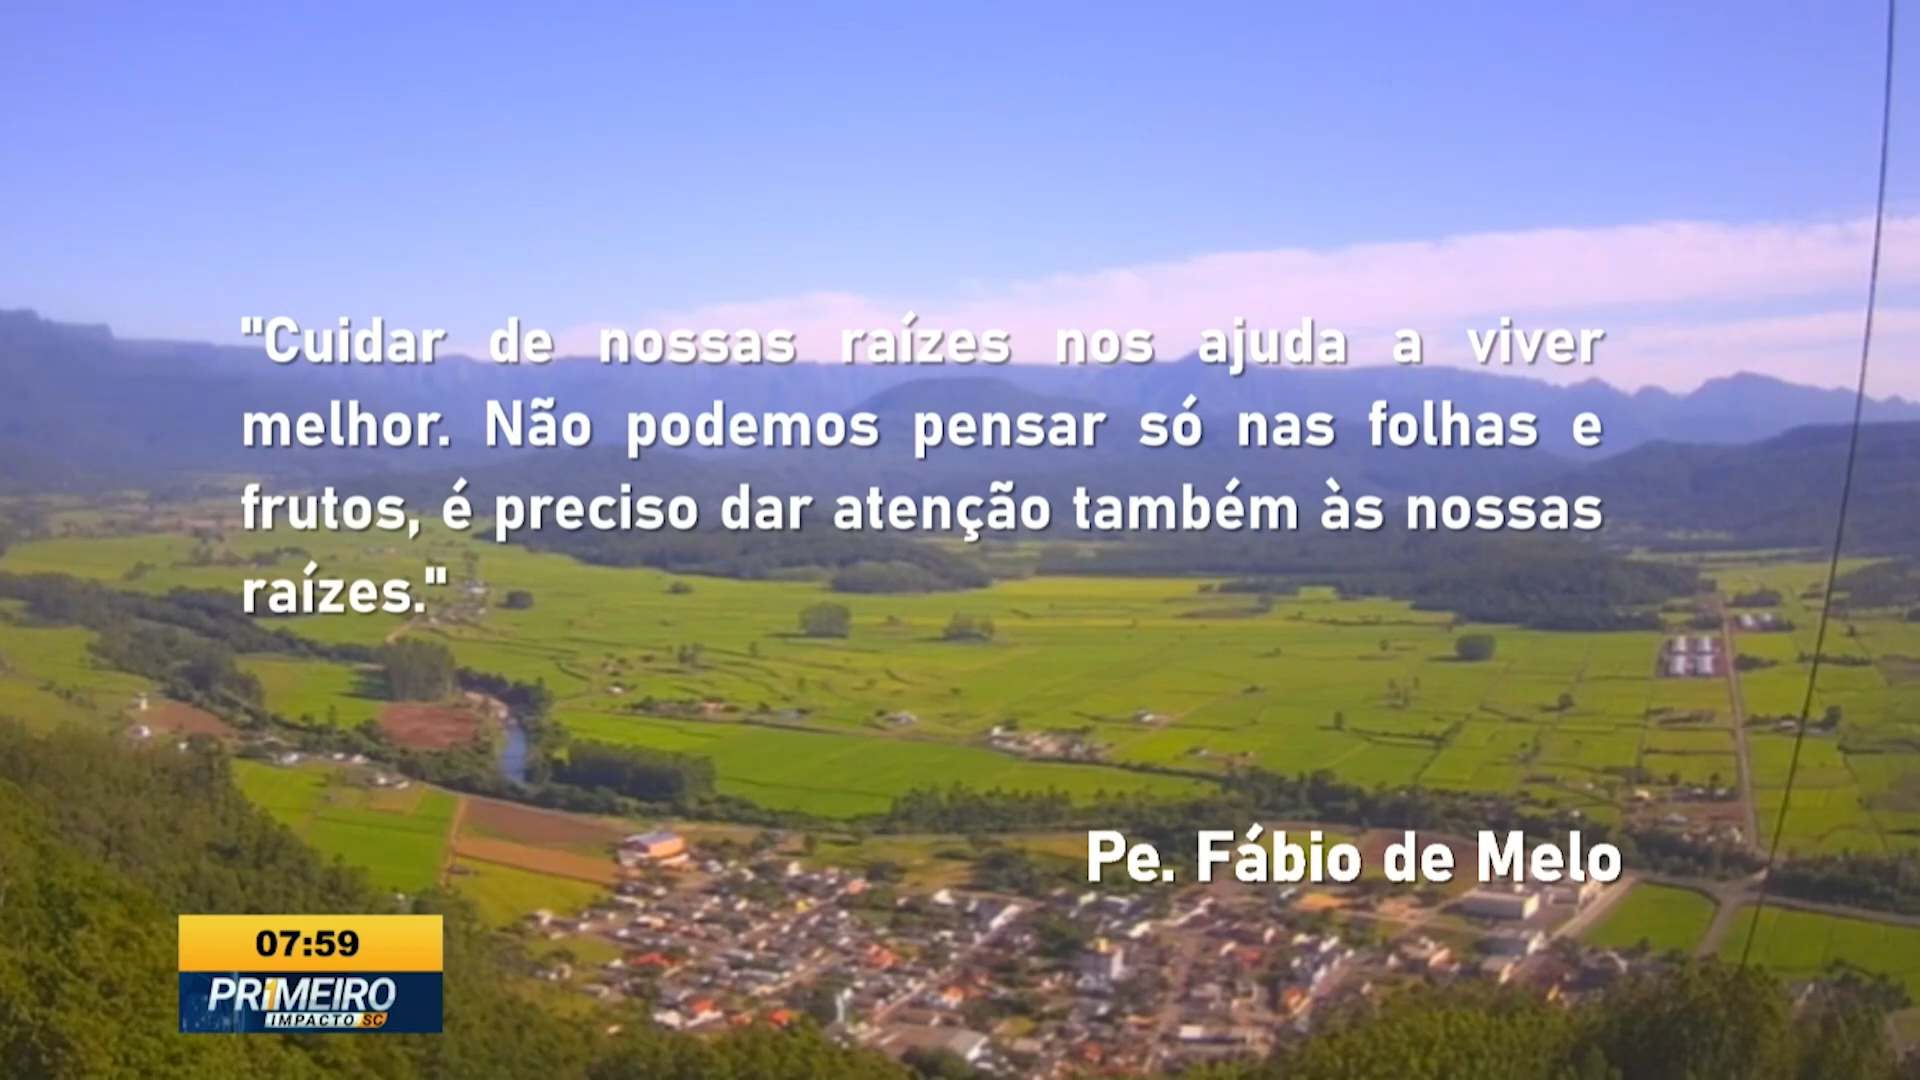 "Cuidar de nossas raízes nos ajuda a viver
melhor. Não podemos pensar só nas folhas e
frutos, é preciso dar atenção também às nossas
raízes."
Pe. Fábio de Melo
07:59
PR1MEIRO
IMPACTO SC